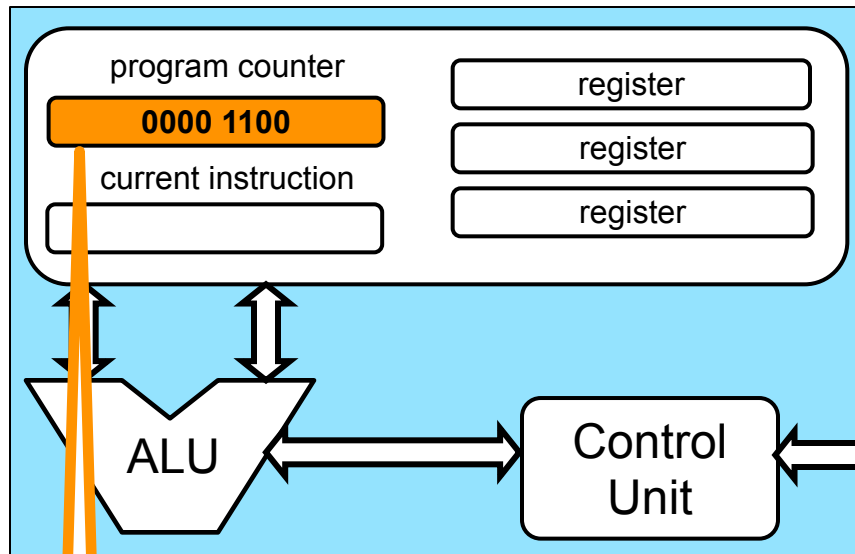 program counter
0000 1100
current instruction
register
register
register
ALU
Control
Unit